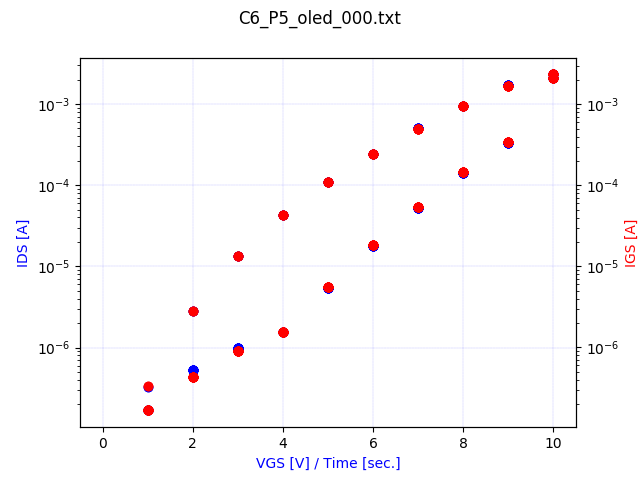 C6_P5_oled_000.txt
10⁻³
10⁻⁴
10⁻⁵
10⁻⁶
IDS [A]
10⁻³
10⁻⁴
10⁻⁵
10⁻⁶
IGS [A]
0 2 4 6 8 10
VGS [V] / Time [sec.]